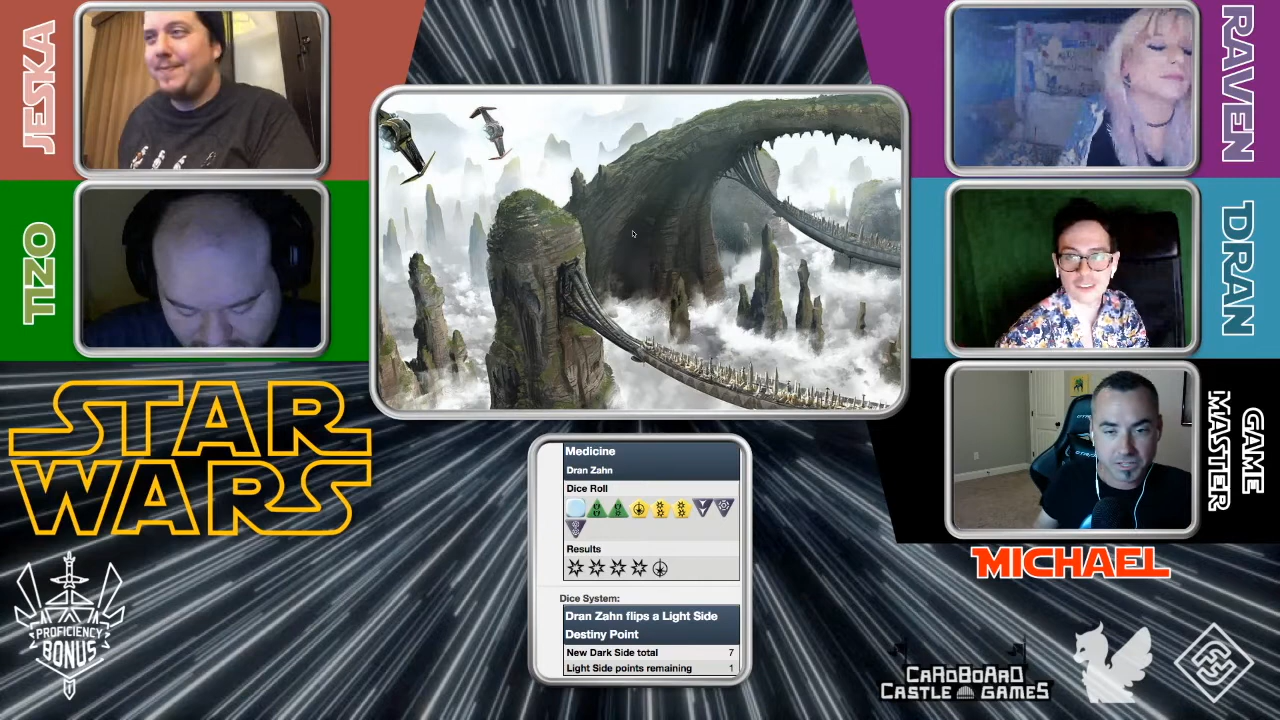 JESKA
TIZO
RAVEN
DRAN
GAME
MASTER
MICHAEL
STAR
WARS
PROFICIENCY
BONUS
Medicine
Dran Zahn
Dice Roll
Results
Dice System:
Dran Zahn flips a Light Side
Destiny Point
New Dark Side total 7
Light Side points remaining 1
CARDBOARD
CASTLE GAMES